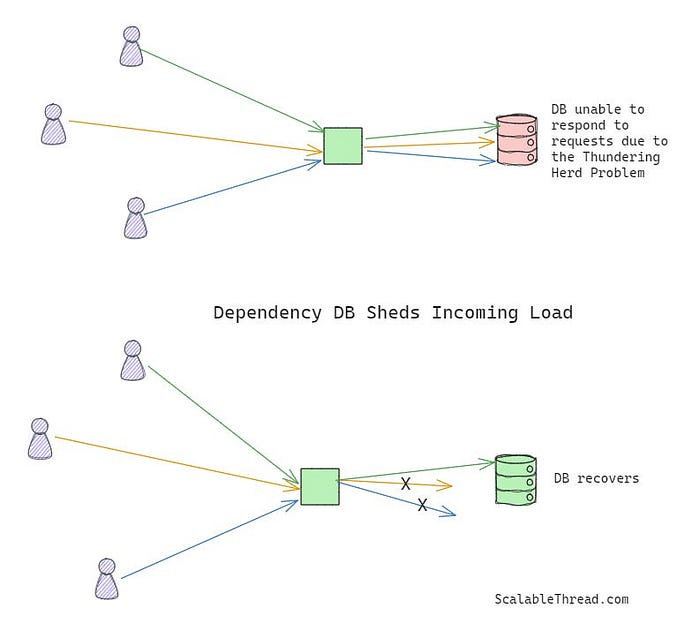 DB unable to
respond to
requests due to
the Thundering
Herd Problem
Dependency DB Sheds Incoming Load
X
X
DB recovers
ScalableThread.com